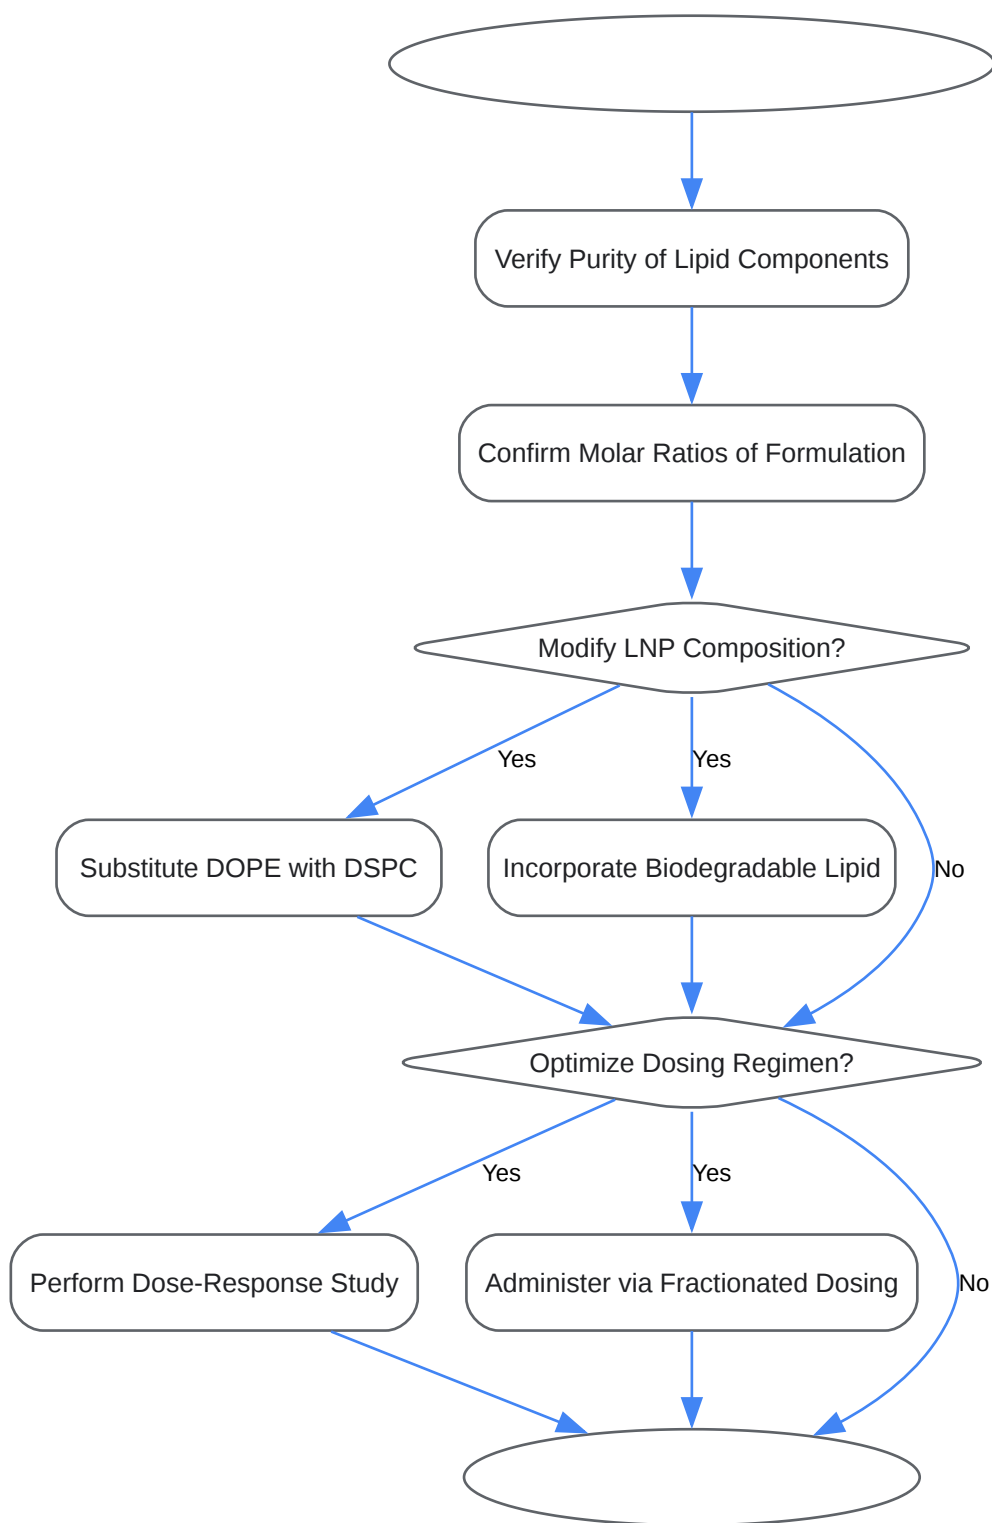 Verify Purity of Lipid Components
Confirm Molar Ratios of Formulation
Modify LNP Composition?
Yes
Yes
Substitute DOPE with DSPC
Incorporate Biodegradable Lipid
No
Optimize Dosing Regimen?
Yes
Yes
Perform Dose-Response Study
Administer via Fractionated Dosing
No